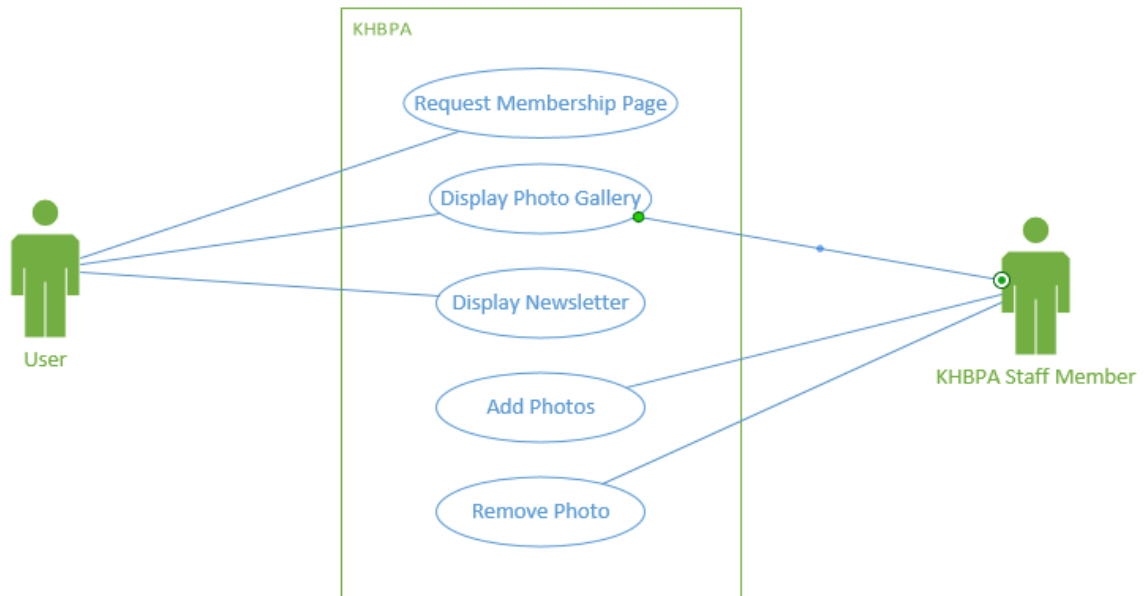 KHBPA
Request Membership Page
Display Photo Gallery
Display Newsletter
User
KHBPA Staff Member
Add Photos
Remove Photo